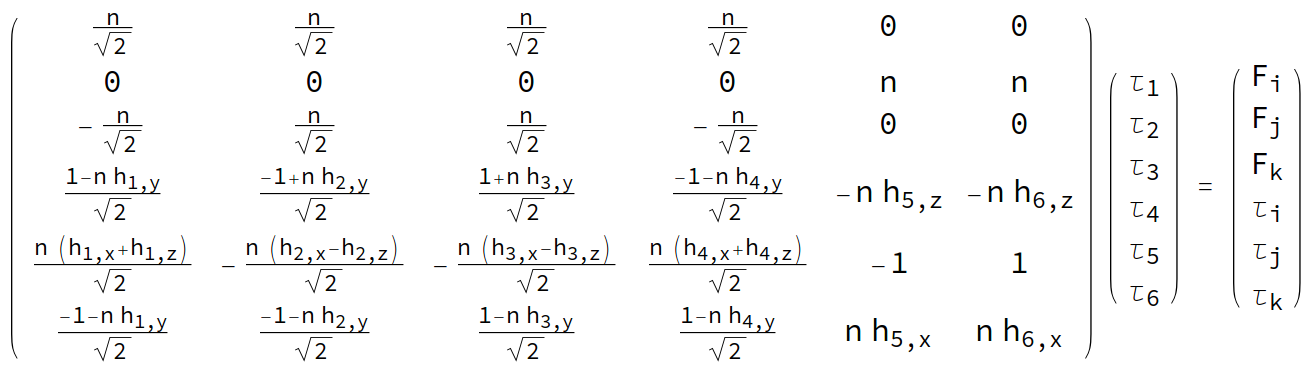 n/√2 n/√2 n/√2 n/√2 0 0
0 0 0 0 n n
-n/√2 n/√2 n/√2 -n/√2 0 0
(1-n h₁,y)/√2 (-1+n h₂,y)/√2 (1+n h₃,y)/√2 (-1-n h₄,y)/√2 -n h₅,z -n h₆,z
n (h₁,x+h₁,z)/√2 -n (h₂,x-h₂,z)/√2 -n (h₃,x-h₃,z)/√2 n (h₄,x+h₄,z)/√2 -1 1
(-1-n h₁,y)/√2 (-1-n h₂,y)/√2 (1-n h₃,y)/√2 (1-n h₄,y)/√2 n h₅,x n h₆,x
τ₁
τ₂
τ₃
τ₄
τ₅
τ₆
=
Fᵢ
Fⱼ
Fₖ
τᵢ
τⱼ
τₖ